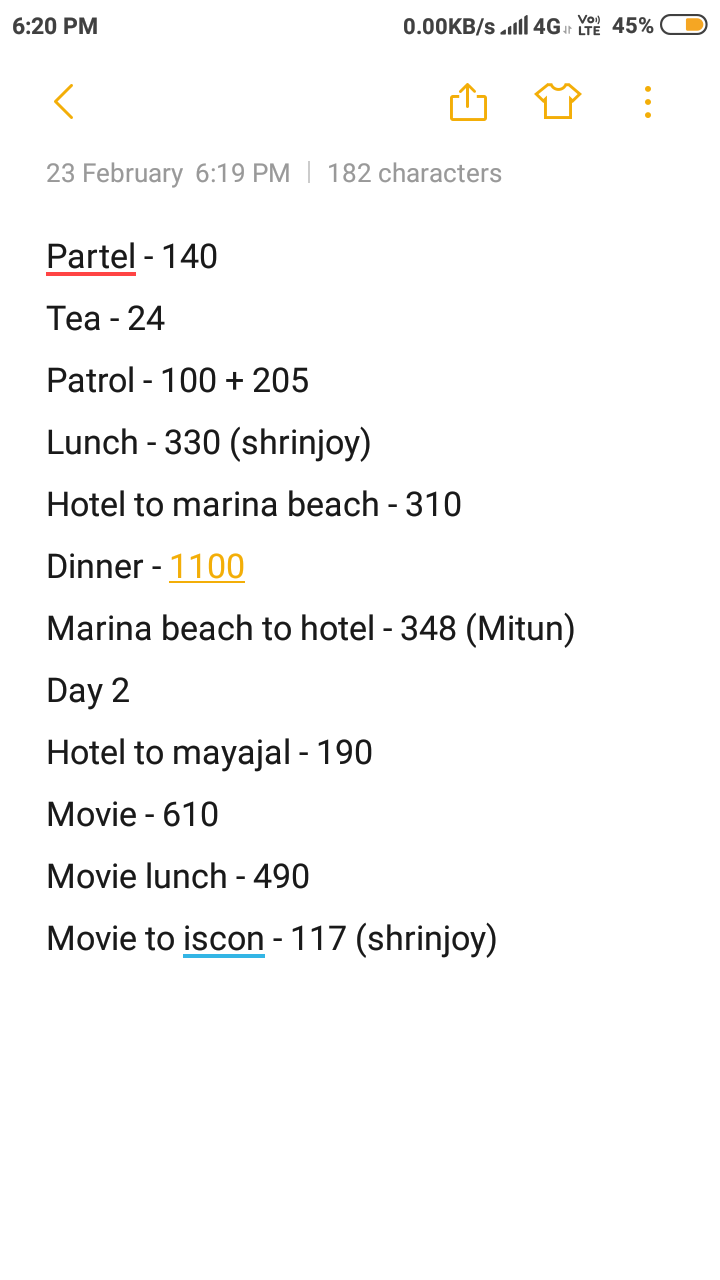 6:20 PM 0.00KB/s 4G VoLTE 45%
23 February 6:19 PM | 182 characters
Partel - 140
Tea - 24
Patrol - 100 + 205
Lunch - 330 (shrinjoy)
Hotel to marina beach - 310
Dinner - 1100
Marina beach to hotel - 348 (Mitun)
Day 2
Hotel to mayajal - 190
Movie - 610
Movie lunch - 490
Movie to iscon - 117 (shrinjoy)